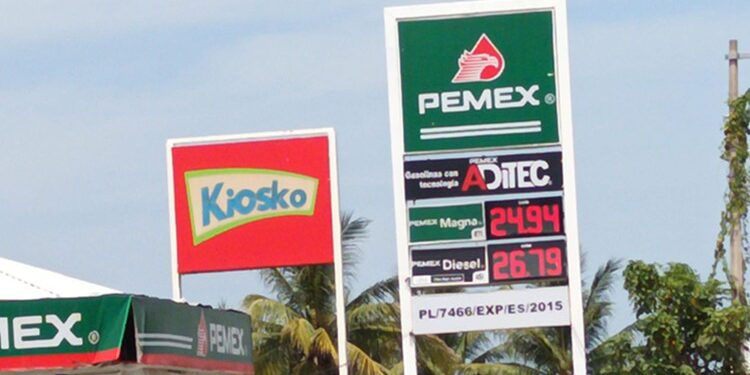 Kiosko
PEMEX
PEMEX
Gasolinas con
tecnología
ADiTEC
PEMEX Magna
24.94
PEMEX Diesel
26.79
PL/7466/EXP/ES/2015
PEMEX
PEMEX